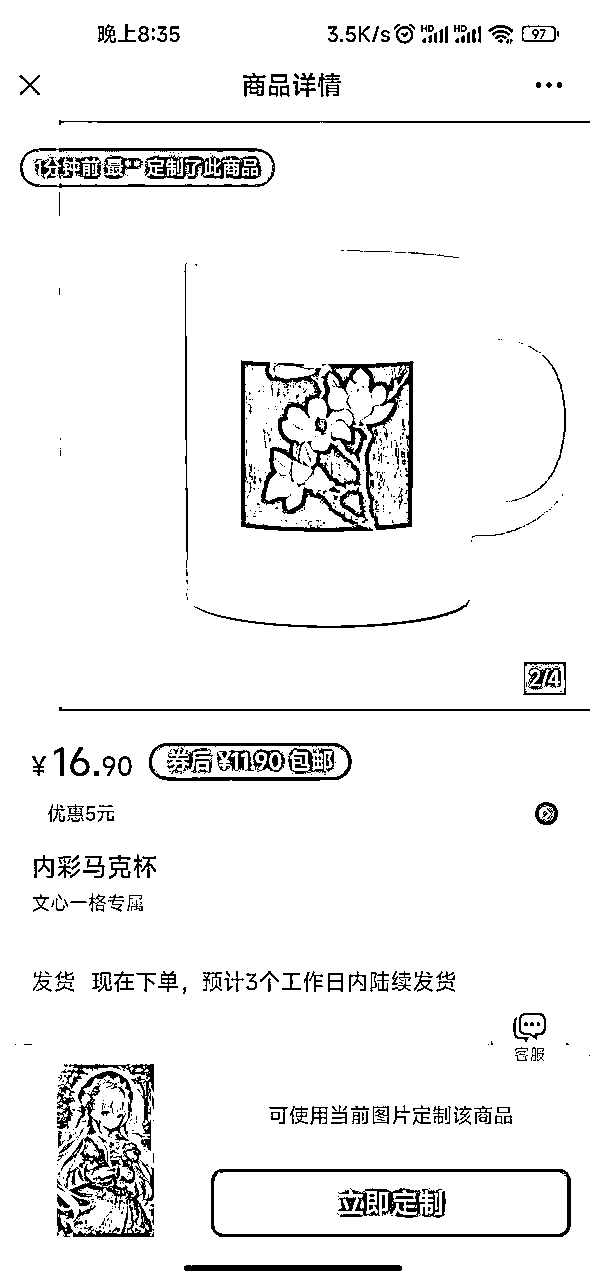 晚上8:35
3.5K/s HD HD 97
商品详情
1分钟前 最** 定制了此商品
2/4
¥16.90 券后 ¥11.90 包邮
优惠5元
内彩马克杯
文心一格专属
发货 现在下单，预计3个工作日内陆续发货
客服
可使用当前图片定制该商品
立即定制